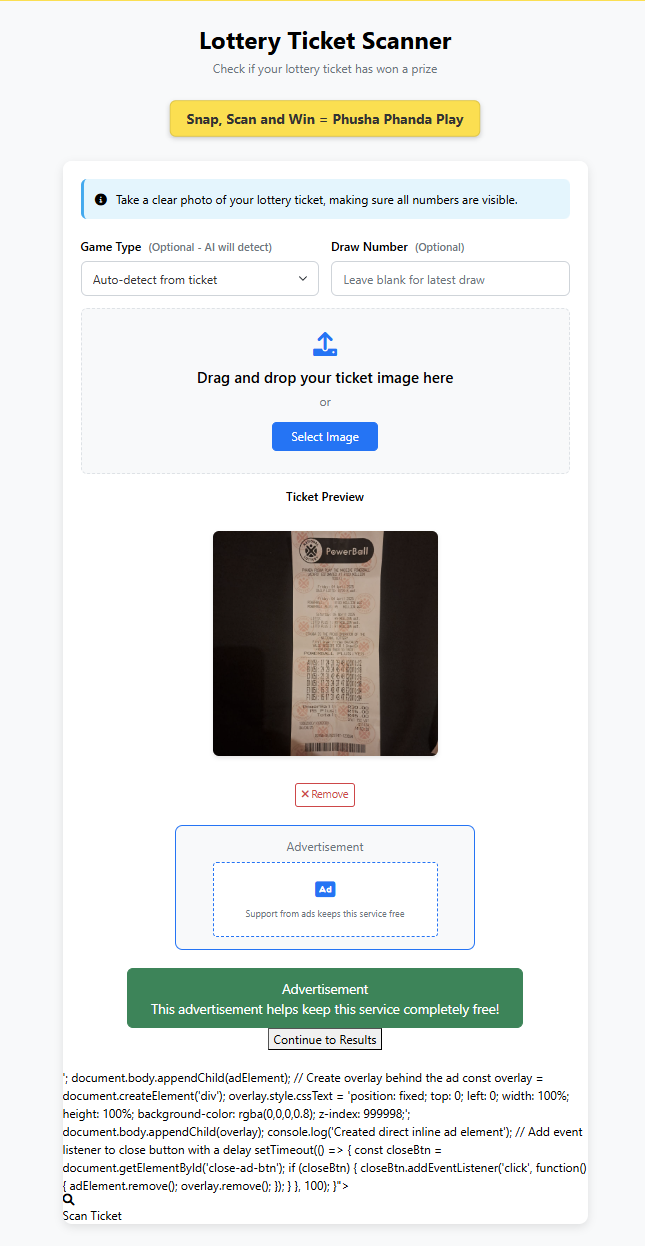 Lottery Ticket Scanner
Check if your lottery ticket has won a prize
Snap, Scan and Win = Phusha Phanda Play
Take a clear photo of your lottery ticket, making sure all numbers are visible.
Game Type (Optional - AI will detect)
Draw Number (Optional)
Auto-detect from ticket
Leave blank for latest draw
Drag and drop your ticket image here
or
Select Image
Ticket Preview
PowerBall
Remove
Advertisement
Ad
Support from ads keeps this service free
Advertisement
This advertisement helps keep this service completely free!
Continue to Results
'; document.body.appendChild(adElement); // Create overlay behind the ad const overlay =
document.createElement('div'); overlay.style.cssText = 'position: fixed; top: 0; left: 0; width: 100%;
height: 100%; background-color: rgba(0,0,0,0.8); z-index: 999998;';
document.body.appendChild(overlay); console.log('Created direct inline ad element'); // Add event
listener to close button with a delay setTimeout(() => { const closeBtn =
document.getElementById('close-ad-btn'); if (closeBtn) { closeBtn.addEventListener('click', function()
{ adElement.remove(); overlay.remove(); }); } }, 100); }">
Scan Ticket